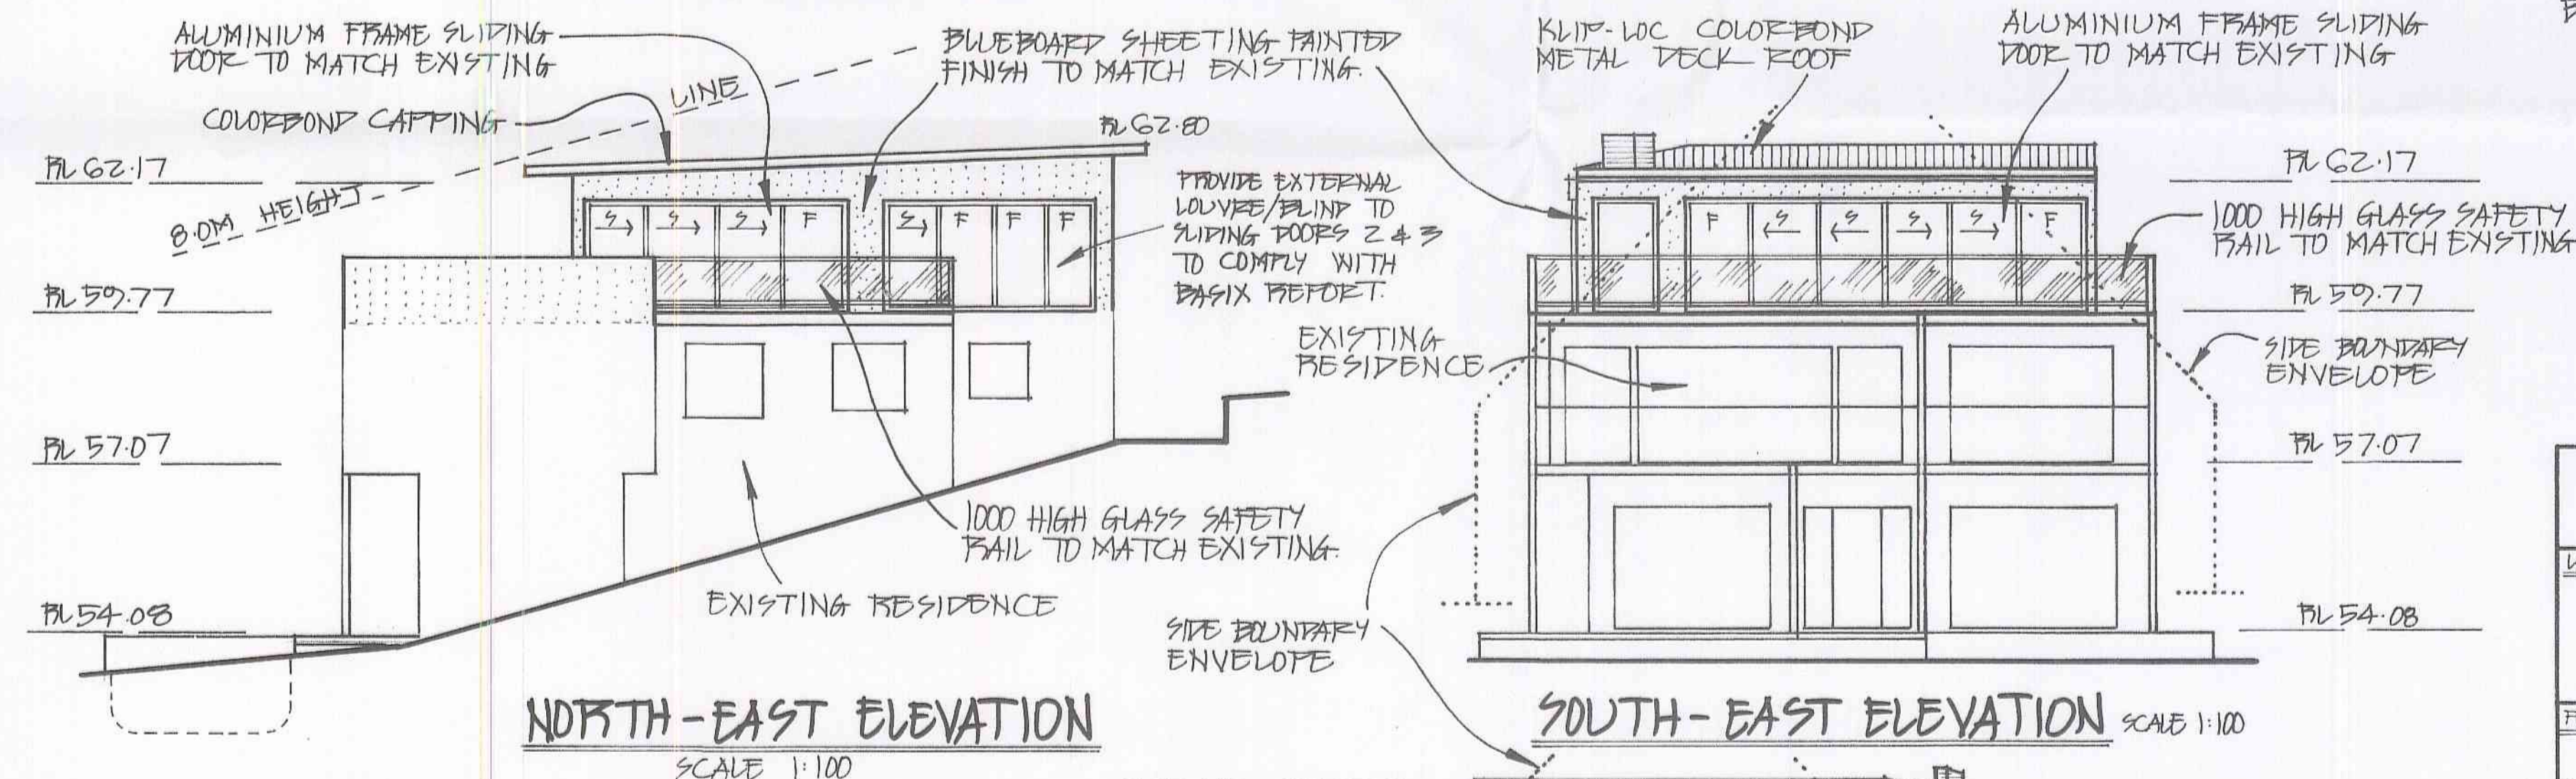 ALUMINIUM FRAME SLIDING
DOOR TO MATCH EXISTING
COLORBOND CAPPING
8.0M HEIGHT
LINE
BLUEBOARD SHEETING PAINTED
FINISH TO MATCH EXISTING.
RL 62.80
RL 62.17
RL 59.77
RL 57.07
RL 54.08
S
S
S
F
S
F
F
F
PROVIDE EXTERNAL
LOUVRE/BLIND TO
SLIDING DOORS 2 & 3
TO COMPLY WITH
BASIX REPORT.
1000 HIGH GLASS SAFETY
RAIL TO MATCH EXISTING.
EXISTING RESIDENCE
NORTH-EAST ELEVATION
SCALE 1:100
KLIP-LOC COLORBOND
METAL DECK ROOF
ALUMINIUM FRAME SLIDING
DOOR TO MATCH EXISTING
F
S
S
S
S
F
RL 62.17
1000 HIGH GLASS SAFETY
RAIL TO MATCH EXISTING
RL 59.77
EXISTING
RESIDENCE
SIDE BOUNDARY
ENVELOPE
RL 57.07
RL 54.08
SIDE BOUNDARY
ENVELOPE
SOUTH-EAST ELEVATION SCALE 1:100